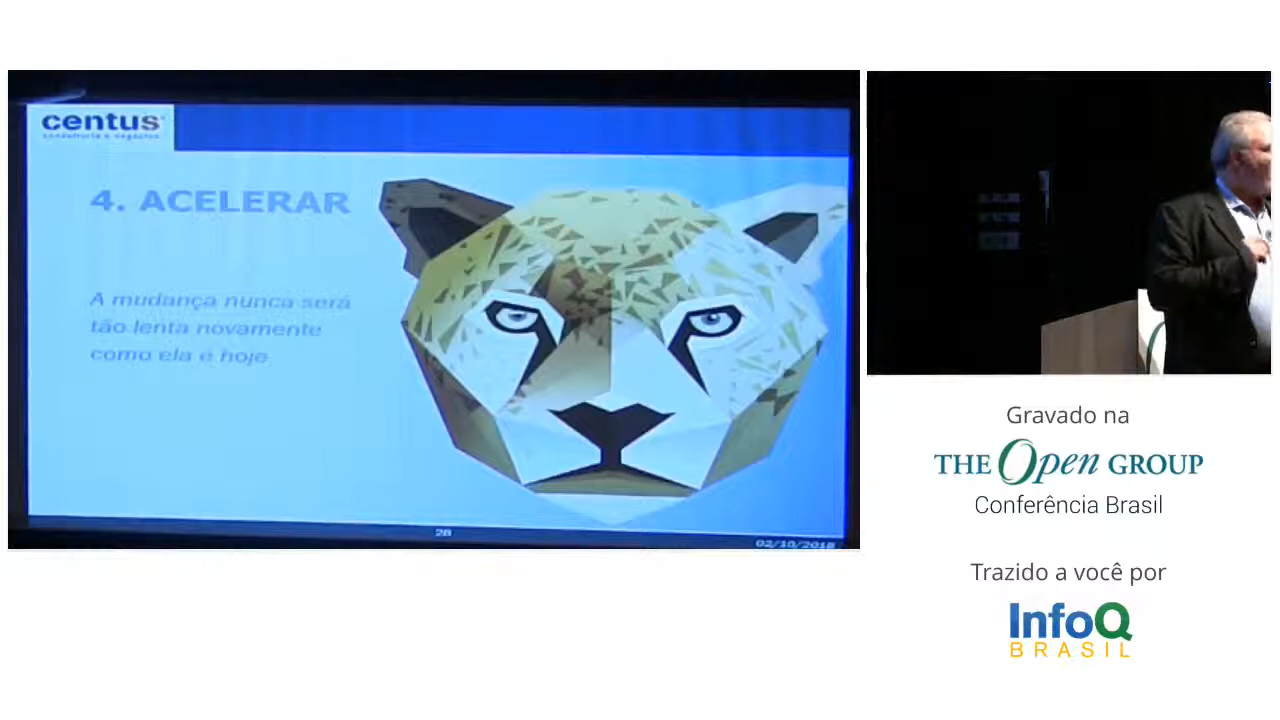 centus
consultoria e negócios
4. ACELERAR
A mudança nunca será
tão lenta novamente
como ela é hoje
28
02/10/2018
Gravado na
THE Open GROUP
Conferência Brasil
Trazido a você por
InfoQ
BRASIL